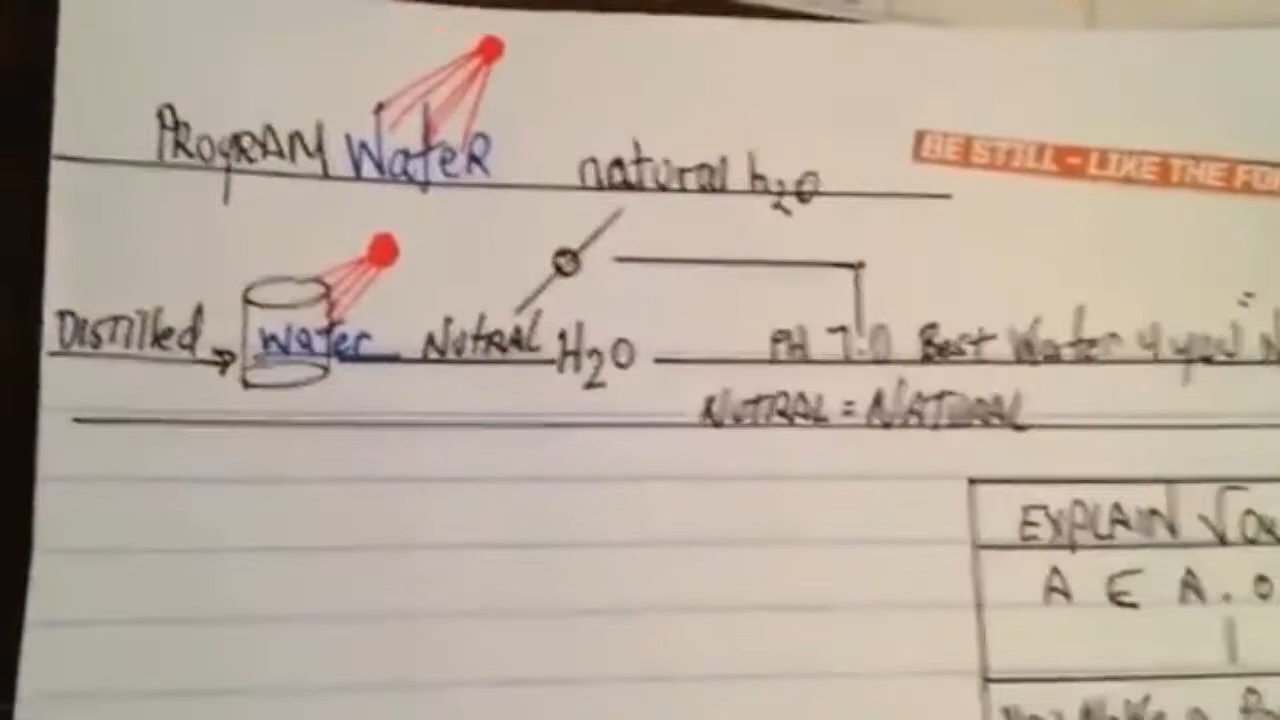 PROGRAM WateR
natural h₂O
BE STILL - LIKE THE FO
Distilled Water NUTRAL H₂O PH 7.0 Best Water 4 you
NUTRAL = NATURAL
EXPLAIN
A E A. O